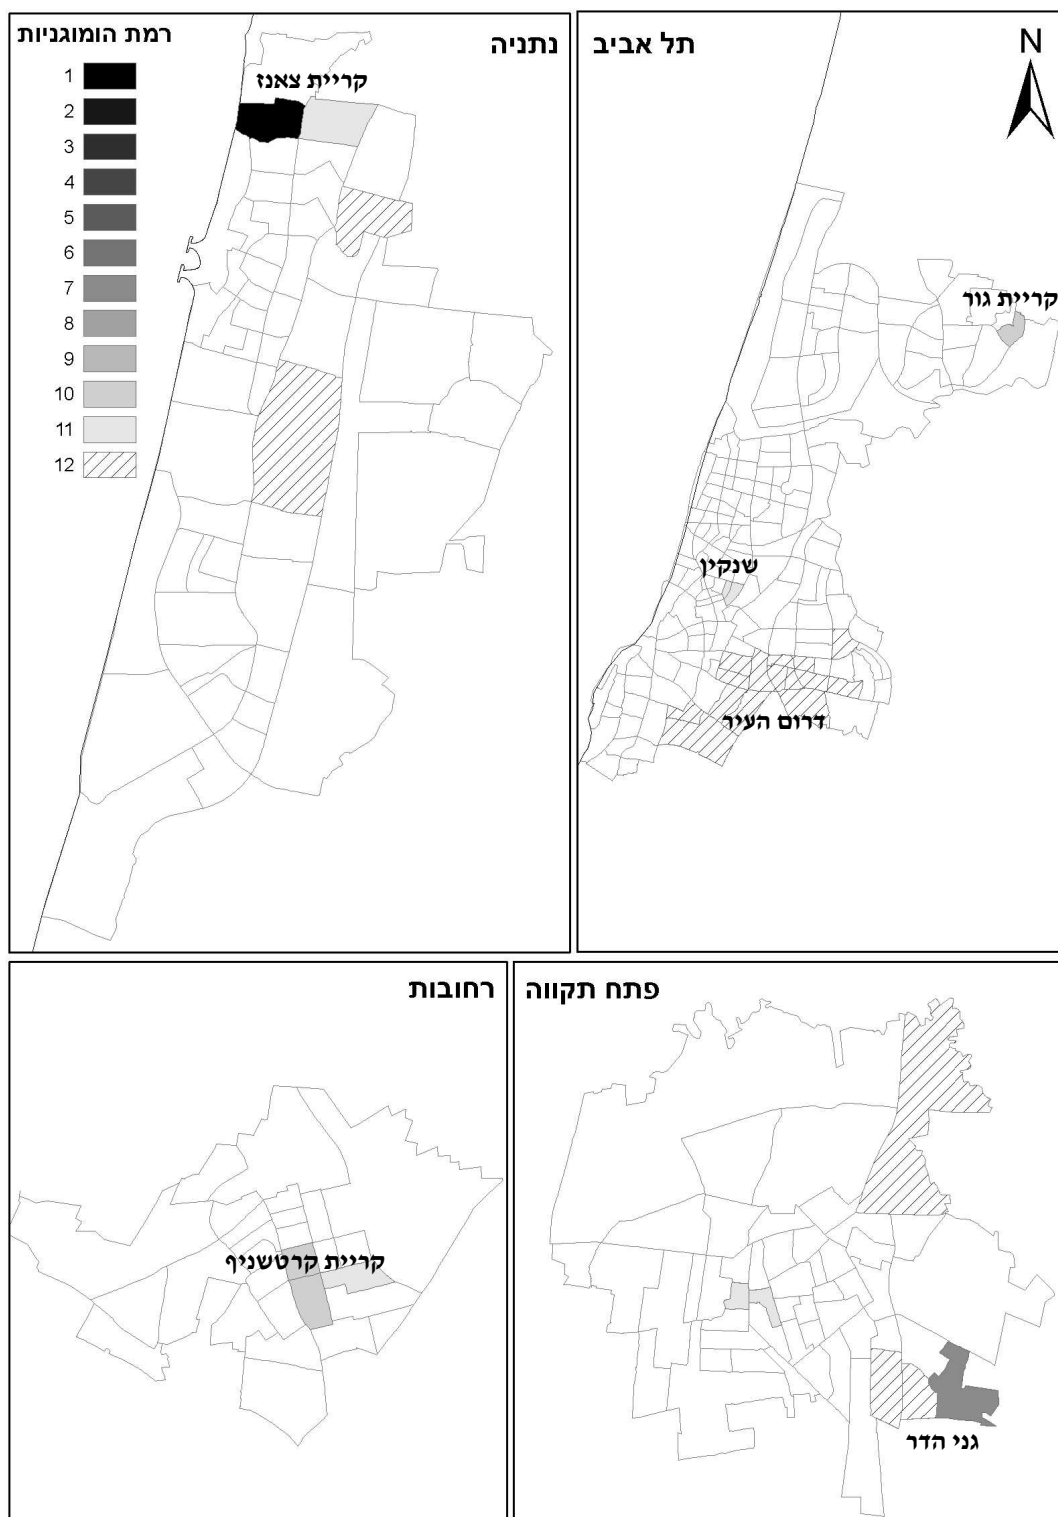 נתניה
רמת הומוגניות
1
2
3
4
5
6
7
8
9
10
11
12
קריית צאנז
תל אביב
N
קריית גור
שנקין
דרום העיר
רחובות
קריית קרטשניף
פתח תקווה
גני הדר